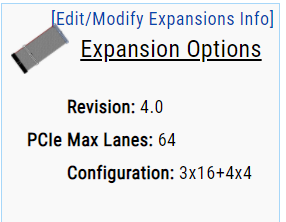 [Edit/Modify Expansions Info]
Expansion Options
Revision: 4.0
PCIe Max Lanes: 64
Configuration: 3x16+4x4